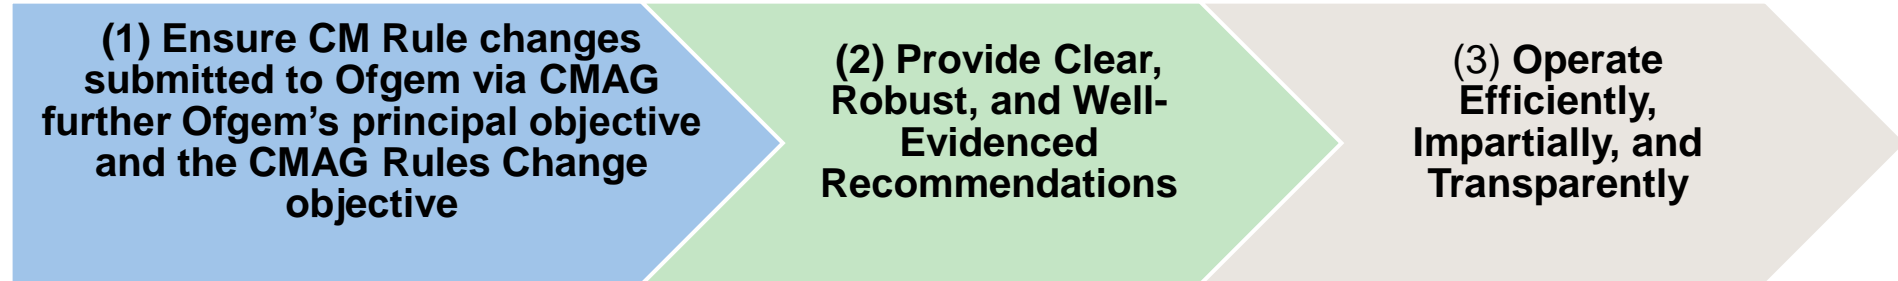 (1) Ensure CM Rule changes
submitted to Ofgem via CMAG
further Ofgem's principal objective
and the CMAG Rules Change
objective
(2) Provide Clear,
Robust, and Well-
Evidenced
Recommendations
(3) Operate
Efficiently,
Impartially, and
Transparently